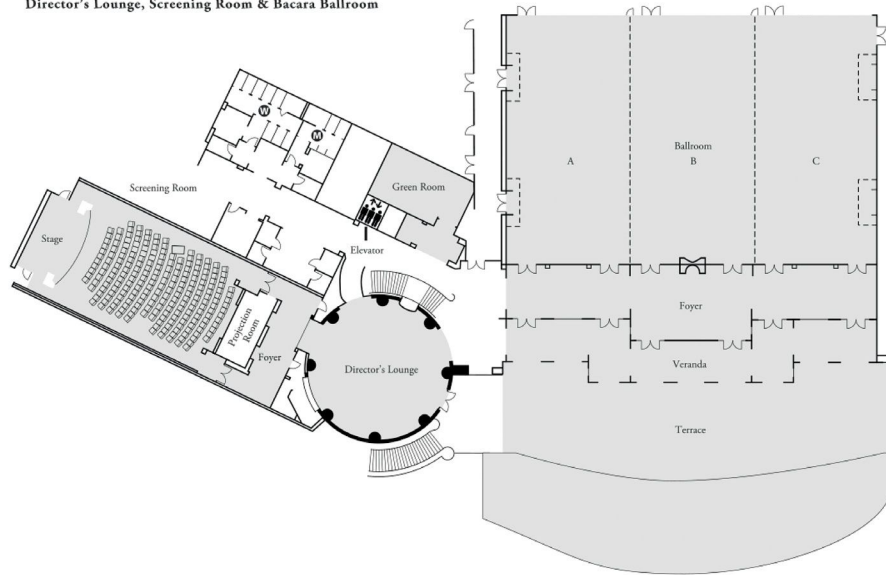 Director's Lounge, Screening Room & Bacara Ballroom
W
M
Screening Room
Green Room
A
Ballroom
B
C
Stage
Elevator
Projection
Room
Foyer
Foyer
Director's Lounge
Veranda
Terrace